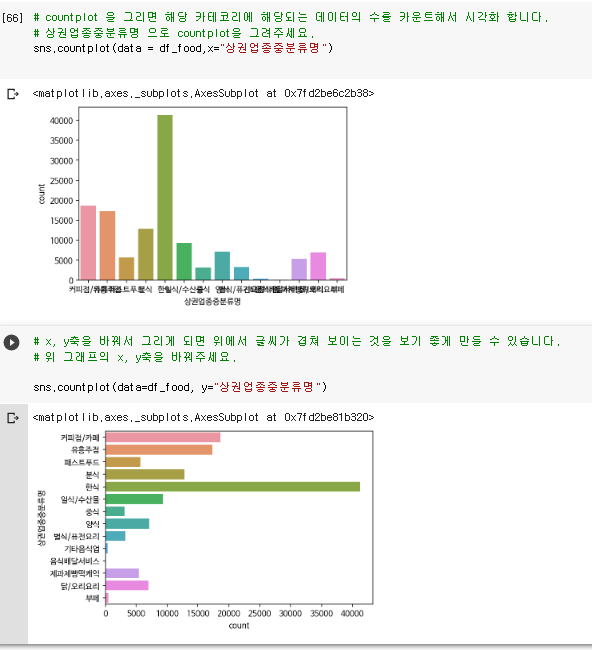 [66] # countplot 을 그리면 해당 카테코리에 해당되는 데이터의 수를 카운트해서 시각화 합니다.
# 상권업종중분류명 으로 countplot을 그려주세요.
sns.countplot(data = df_food,x="상권업종중분류명")
<matplotlib.axes._subplots.AxesSubplot at 0x7fd2be6c2b38>
40000
35000
30000
25000
20000
15000
10000
5000
0
count
상권업종중분류명
# x, y축을 바꿔서 그리게 되면 위에서 글씨가 겹쳐 보이는 것을 보기 좋게 만들 수 있습니다.
# 위 그래프의 x, y축을 바꿔주세요.
sns.countplot(data=df_food, y="상권업종중분류명")
<matplotlib.axes._subplots.AxesSubplot at 0x7fd2be81b320>
상권업종중분류명
커피점/카페
유흥주점
패스트푸드
분식
한식
일식/수산물
중식
양식
별식/퓨전요리
기타음식업
음식배달서비스
제과제빵떡케익
닭/오리요리
부페
0 5000 10000 15000 20000 25000 30000 35000 40000
count